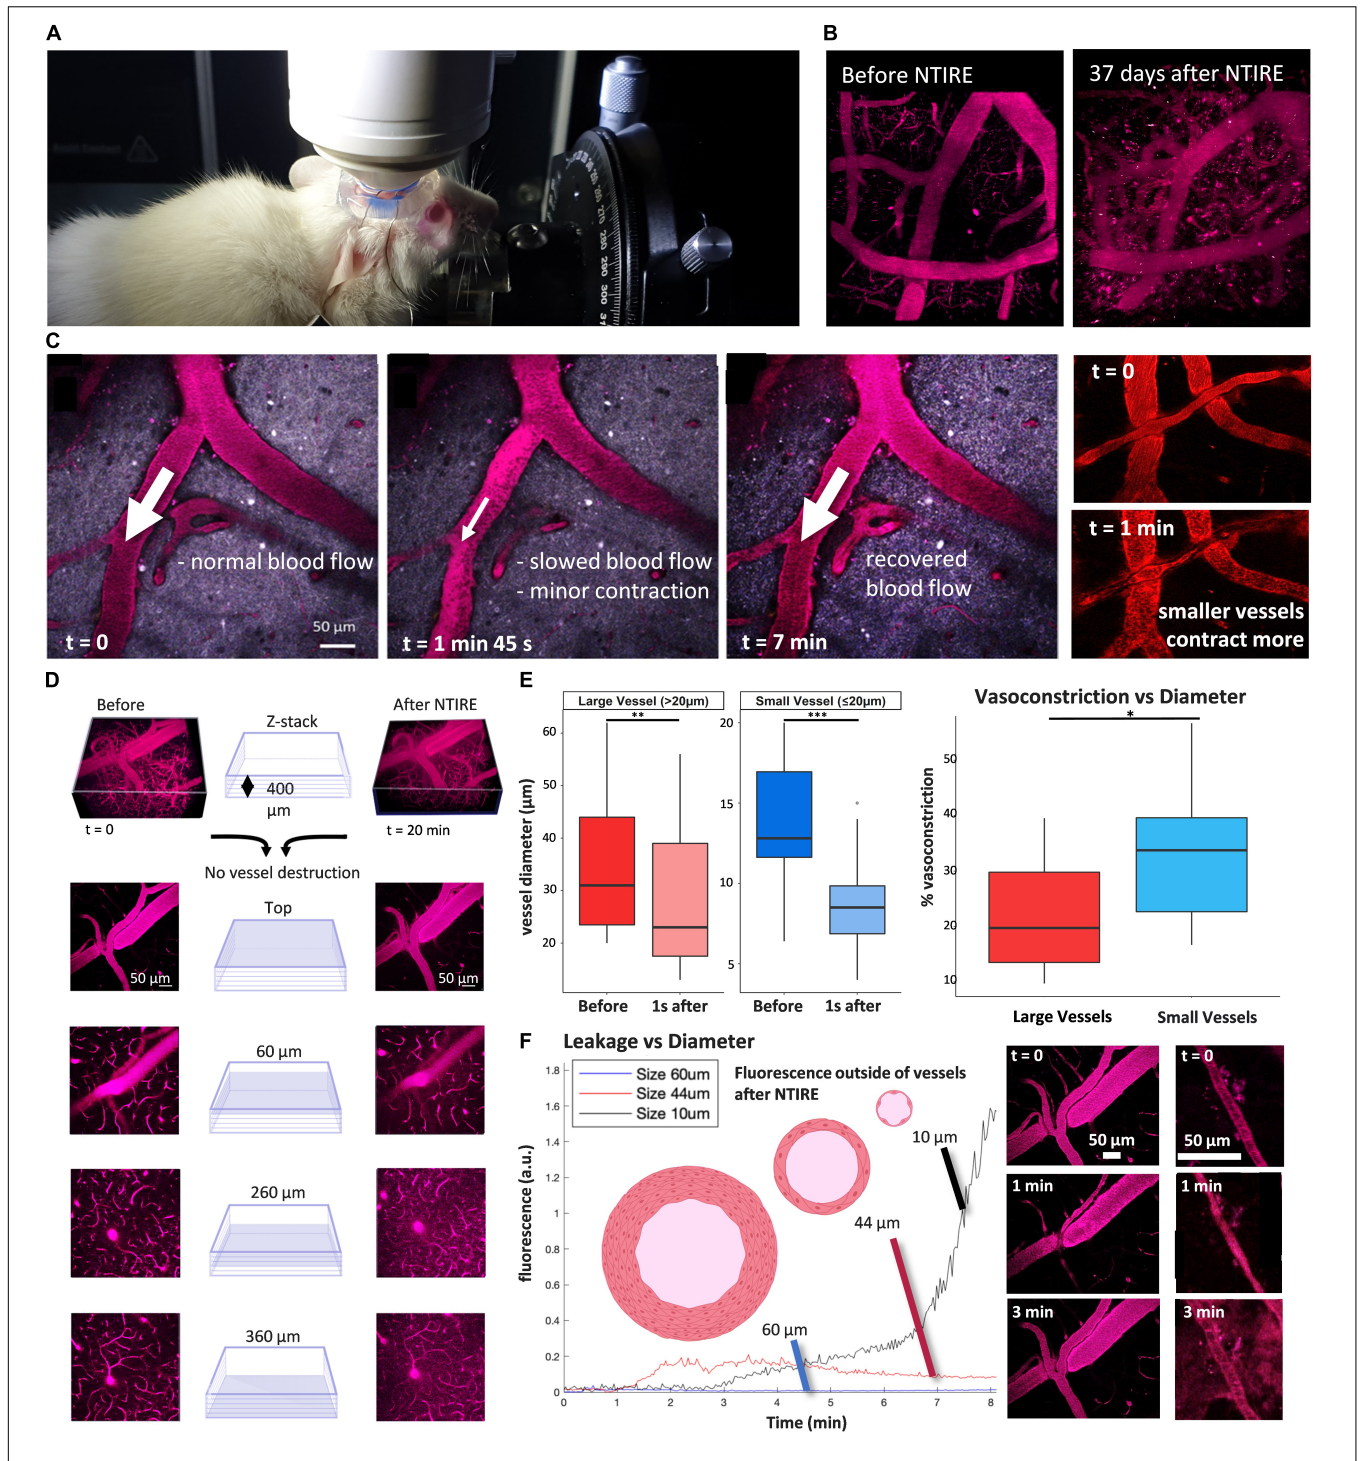 A
B
Before NTIRE
37 days after NTIRE
270
280
290
300
C
- normal blood flow
50 µm
t = 0
- slowed blood flow
- minor contraction
t = 1 min 45 s
recovered
blood flow
t = 7 min
t = 0
t = 1 min
smaller vessels
contract more
D
Before
Z-stack
After NTIRE
400
µm
t = 0
t = 20 min
No vessel destruction
Top
50 µm
50 µm
60 µm
260 µm
360 µm
E
Large Vessel (>20µm)
Small Vessel (≤20µm)
Vasoconstriction vs Diameter
**
***
*
vessel diameter (µm)
60
50
40
30
20
20
15
10
5
% vasoconstriction
50
40
30
20
10
Before
1s after
Before
1s after
Large Vessels
Small Vessels
F
Leakage vs Diameter
Size 60um
Size 44um
Size 10um
Fluorescence outside of vessels
after NTIRE
10 µm
44 µm
60 µm
fluorescence (a.u.)
1.8
1.6
1.4
1.2
1
0.8
0.6
0.4
0.2
0
0
1
2
3
4
5
6
7
8
Time (min)
t = 0
50 µm
1 min
3 min
t = 0
50 µm
1 min
3 min